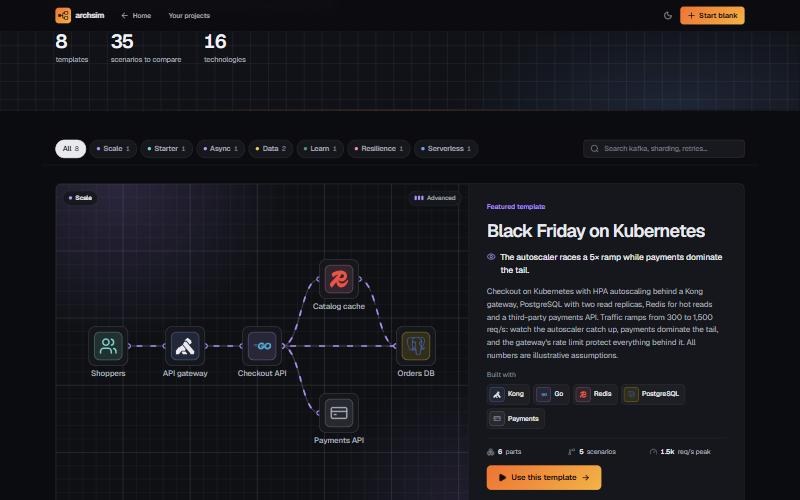 archsim
Home
Your projects
Start blank
8
35
16
templates
scenarios to compare
technologies
All 8
Scale 1
Starter 1
Async 1
Data 2
Learn 1
Resilience 1
Serverless 1
Search kafka, sharding, retries...
Scale
Advanced
Catalog cache
GO
Shoppers
API gateway
Checkout API
Orders DB
Payments API
Featured template
Black Friday on Kubernetes
The autoscaler races a 5× ramp while payments dominate
the tail.
Checkout on Kubernetes with HPA autoscaling behind a Kong
gateway, PostgreSQL with two read replicas, Redis for hot reads
and a third-party payments API. Traffic ramps from 300 to 1,500
req/s: watch the autoscaler catch up, payments dominate the tail,
and the gateway's rate limit protect everything behind it. All
numbers are illustrative assumptions.
Built with
Kong
Go
Redis
PostgreSQL
Payments
6 parts
5 scenarios
1.5k req/s peak
Use this template